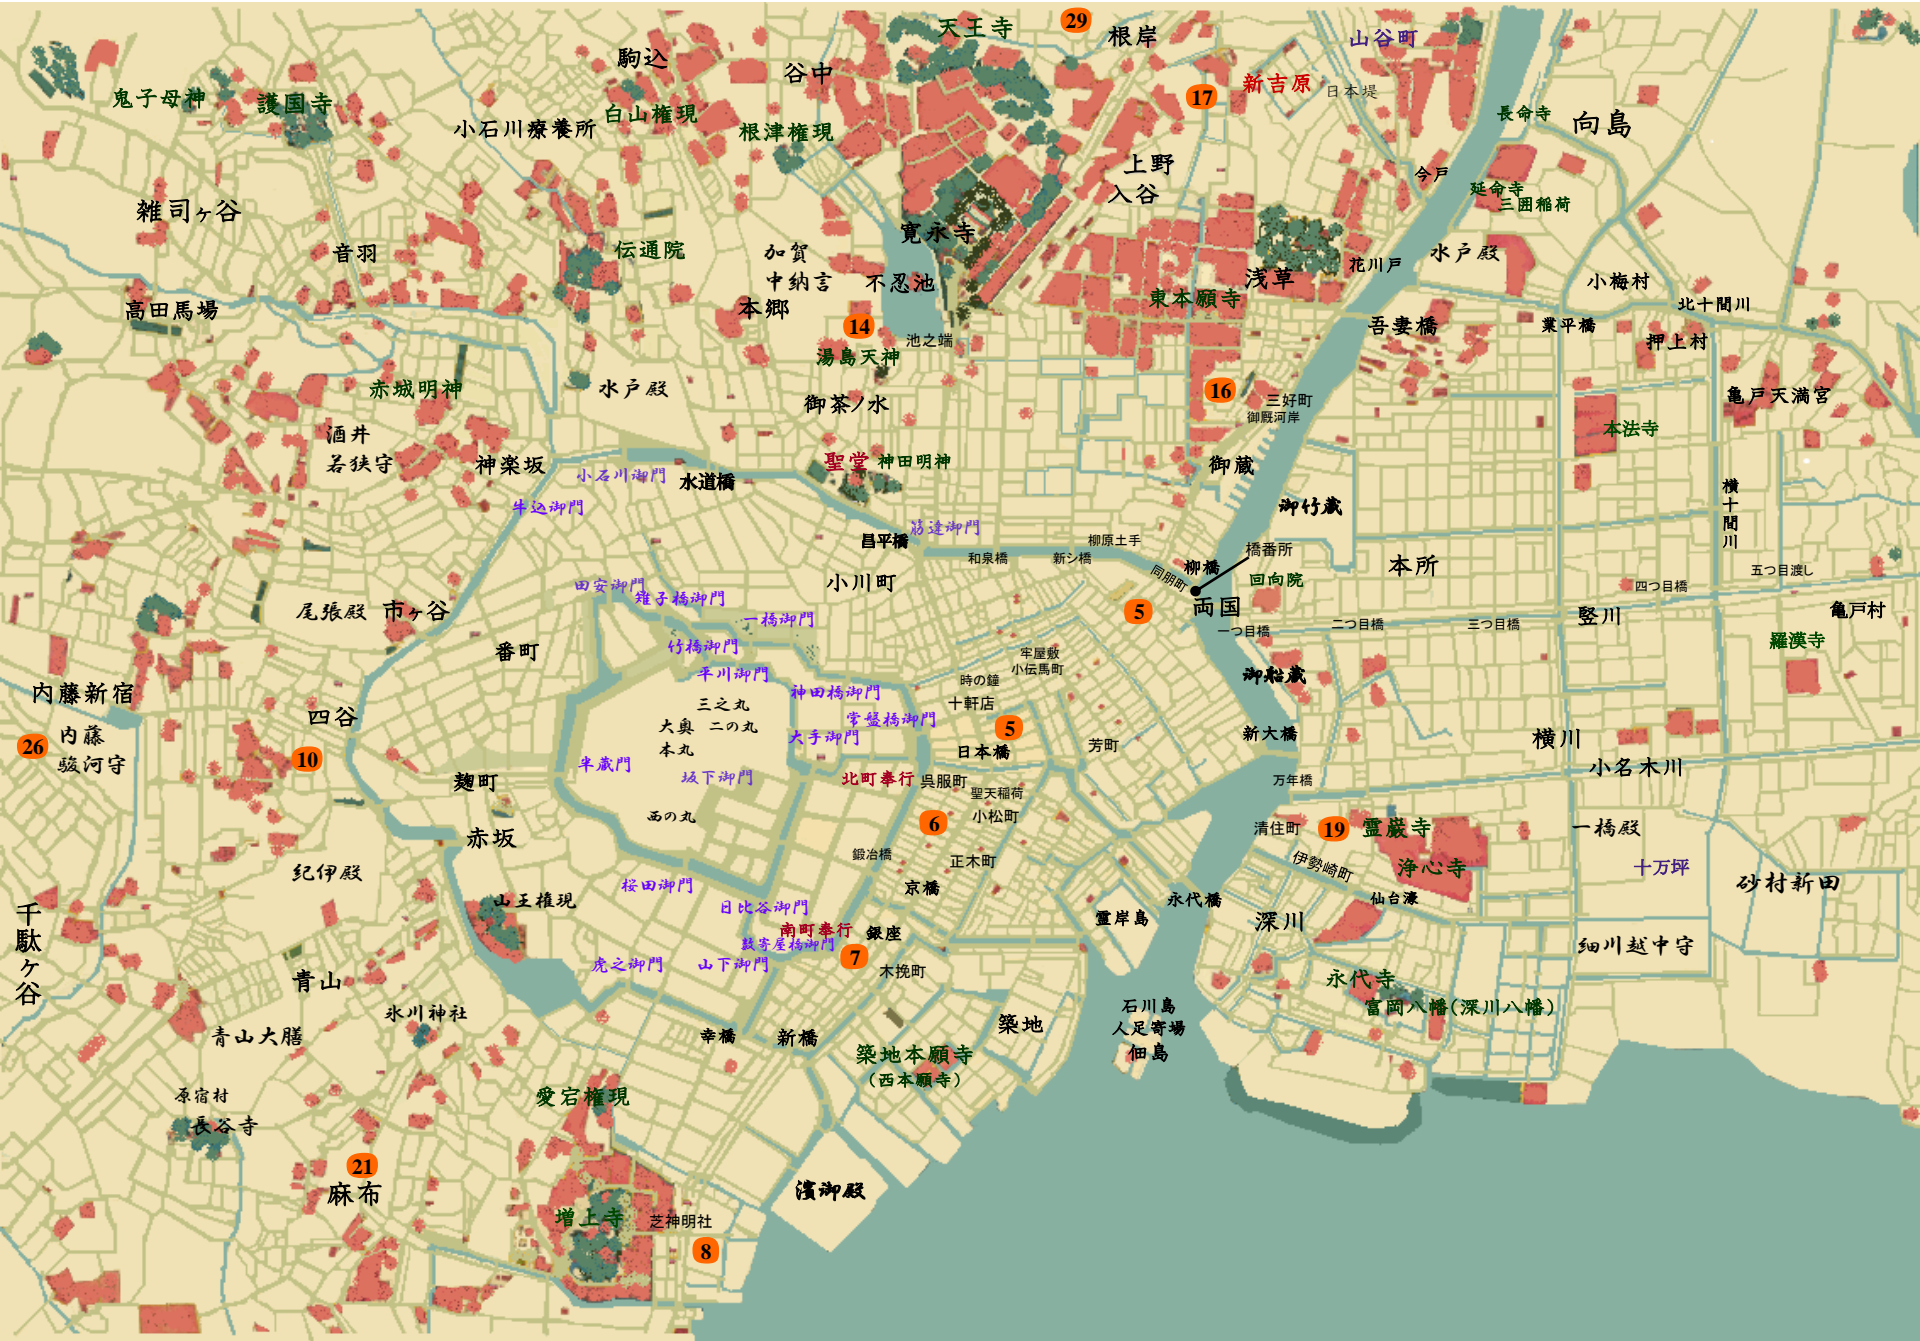 天王寺
29
根岸
山谷町
駒込
谷中
新吉原
日本堤
17
鬼子母神
護国寺
白山権現
小石川療養所
根津権現
長命寺
向島
上野
入谷
今戸
延命寺
三囲稲荷
雑司ヶ谷
音羽
伝通院
寛永寺
加賀
中納言
不忍池
本郷
浅草
花川戸
水戸殿
東本願寺
小梅村
北十間川
高田馬場
14
池之端
湯島天神
吾妻橋
業平橋
押上村
赤城明神
水戸殿
御茶ノ水
16
三好町
御厩河岸
亀戸天満宮
本法寺
酒井
若狭守
神楽坂
小石川御門
水道橋
聖堂
神田明神
御蔵
御竹蔵
横十間川
牛込御門
昌平橋
筋違御門
和泉橋
新シ橋
柳原土手
柳橋
橋番所
同朋町
回向院
両国
本所
五つ目渡し
四つ目橋
小川町
田安御門
雉子橋御門
一橋御門
竹橋御門
平川御門
神田橋御門
常盤橋御門
大手御門
尾張殿
市ヶ谷
番町
5
一つ目橋
二つ目橋
三つ目橋
竪川
亀戸村
羅漢寺
牢屋敷
小伝馬町
時の鐘
十軒店
5
日本橋
芳町
御船蔵
新大橋
内藤新宿
26
内藤
駿河守
四谷
10
三之丸
大奥
二の丸
本丸
半蔵門
坂下御門
西の丸
麹町
北町奉行
呉服町
聖天稲荷
小松町
6
万年橋
横川
小名木川
赤坂
紀伊殿
鍛冶橋
正木町
京橋
清住町
19
霊巌寺
伊勢崎町
浄心寺
仙台濠
一橋殿
十万坪
砂村新田
桜田御門
日比谷御門
南町奉行
数寄屋橋御門
銀座
7
木挽町
山王権現
虎之御門
山下御門
霊岸島
永代橋
深川
細川越中守
千駄ヶ谷
青山
氷川神社
青山大膳
永代寺
富岡八幡(深川八幡)
石川島
人足寄場
佃島
幸橋
新橋
築地
築地本願寺
(西本願寺)
原宿村
長谷寺
愛宕権現
21
麻布
濱御殿
増上寺
芝神明社
8